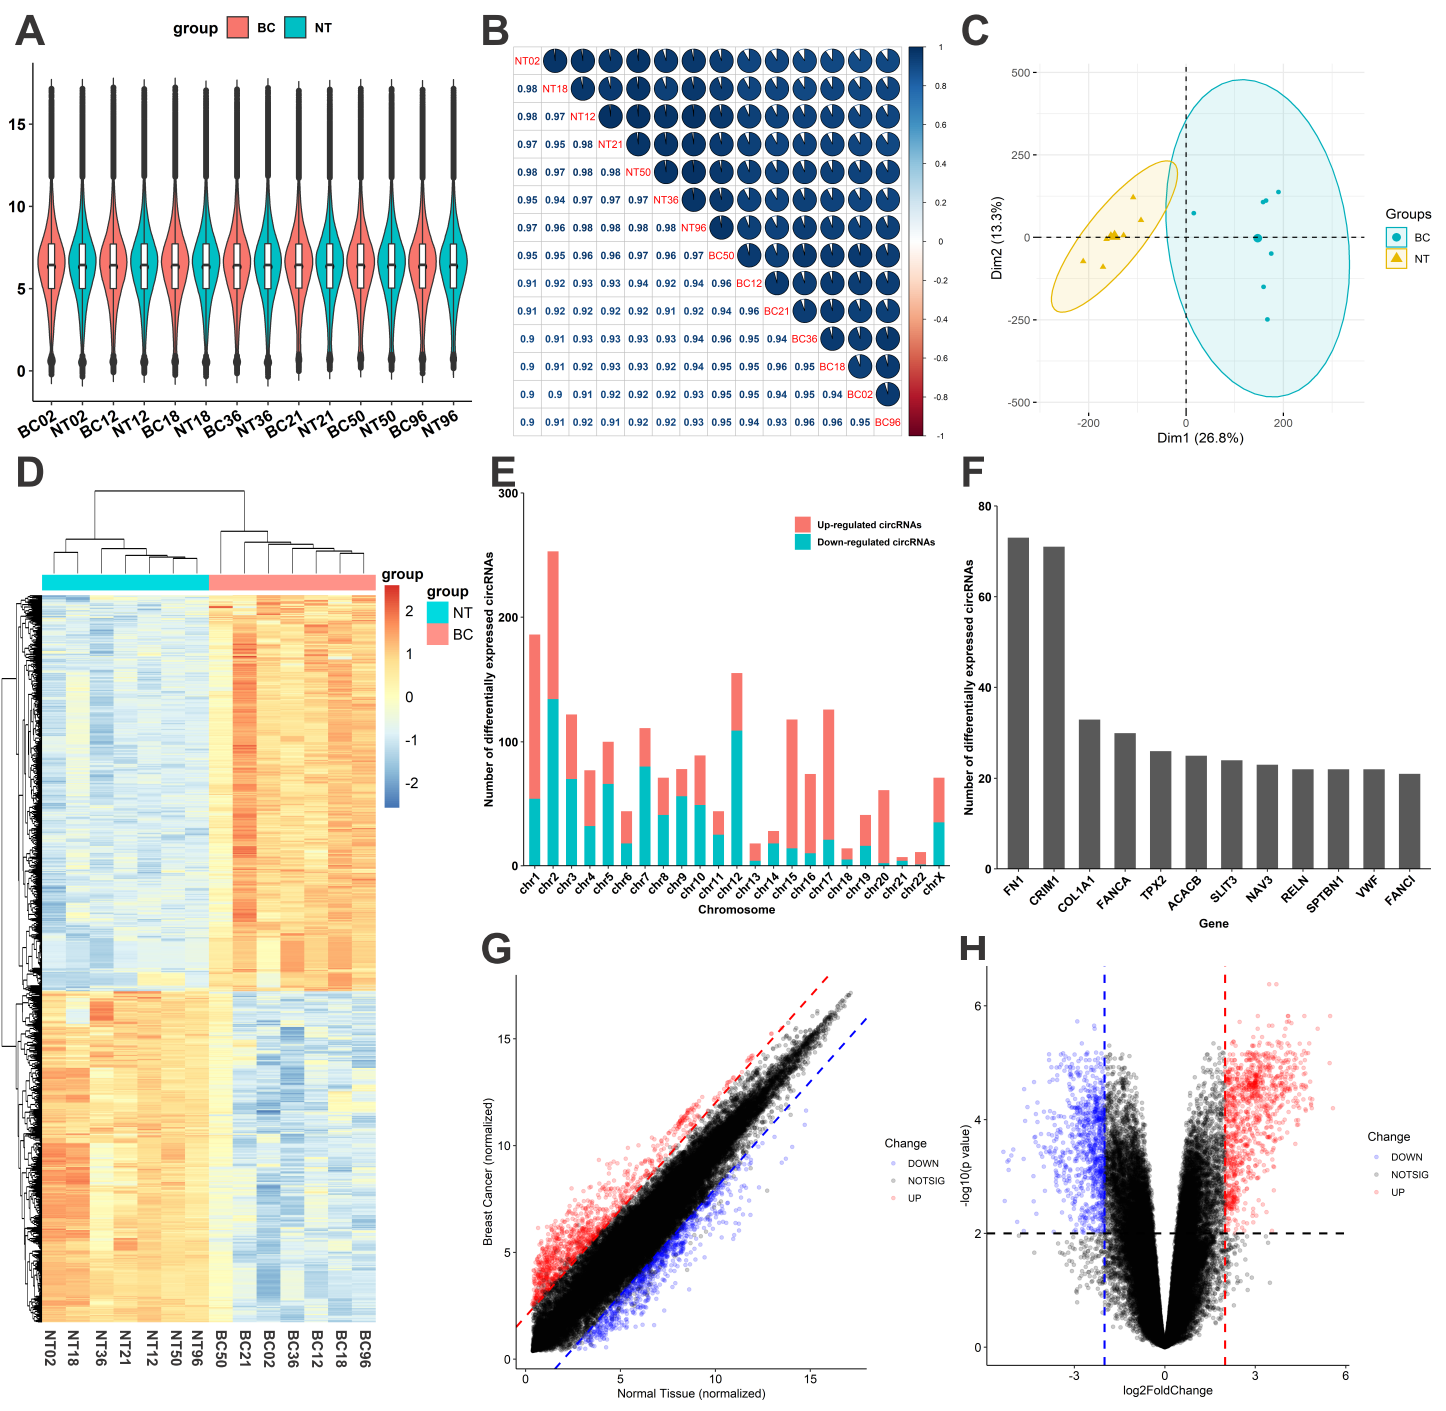 A
group BC NT
15
10
5
0
BC02 NT02 BC12 NT12 BC18 NT18 BC36 NT36 BC21 NT21 BC50 NT50 BC96 NT96
B
NT02
0.98 NT18
0.98 0.97 NT12
0.97 0.95 0.98 NT21
0.98 0.97 0.98 0.98 NT50
0.95 0.94 0.97 0.97 0.97 NT36
0.97 0.96 0.98 0.98 0.98 0.98 NT96
0.95 0.95 0.96 0.96 0.97 0.96 0.97 BC50
0.91 0.92 0.93 0.93 0.94 0.92 0.94 0.96 BC12
0.91 0.92 0.92 0.92 0.92 0.91 0.92 0.94 0.96 BC21
0.9 0.91 0.93 0.93 0.93 0.93 0.94 0.96 0.95 0.94 BC36
0.9 0.91 0.93 0.92 0.93 0.92 0.94 0.95 0.95 0.96 0.95 BC18
0.9 0.9 0.91 0.92 0.92 0.92 0.93 0.95 0.95 0.94 0.95 0.94 BC02
0.9 0.91 0.92 0.91 0.92 0.92 0.93 0.95 0.94 0.93 0.96 0.96 0.95 BC96
1
0.8
0.6
0.4
0.2
0
-0.2
-0.4
-0.6
-0.8
-1
C
Dim2 (13.3%)
500
250
0
-250
-500
-200 0 200
Dim1 (26.8%)
Groups
BC
NT
D
group
2
1
0
-1
-2
group
NT
BC
NT02 NT18 NT36 NT21 NT12 NT50 NT96 BC50 BC21 BC02 BC36 BC12 BC18 BC96
E
Number of differentially expressed circRNAs
300
200
100
0
Up-regulated circRNAs
Down-regulated circRNAs
chr1 chr2 chr3 chr4 chr5 chr6 chr7 chr8 chr9 chr10 chr11 chr12 chr13 chr14 chr15 chr16 chr17 chr18 chr19 chr20 chr21 chr22 chrX
Chromosome
F
Number of differentially expressed circRNAs
80
60
40
20
0
FN1 CRIM1 COL1A1 FANCA TPX2 ACACB SLIT3 NAV3 RELN SPTBN1 VWF FANCI
Gene
G
Breast Cancer (normalized)
15
10
5
0
0 5 10 15
Normal Tissue (normalized)
Change
DOWN
NOTSIG
UP
H
-log10(p value)
6
4
2
0
-3 0 3 6
log2FoldChange
Change
DOWN
NOTSIG
UP